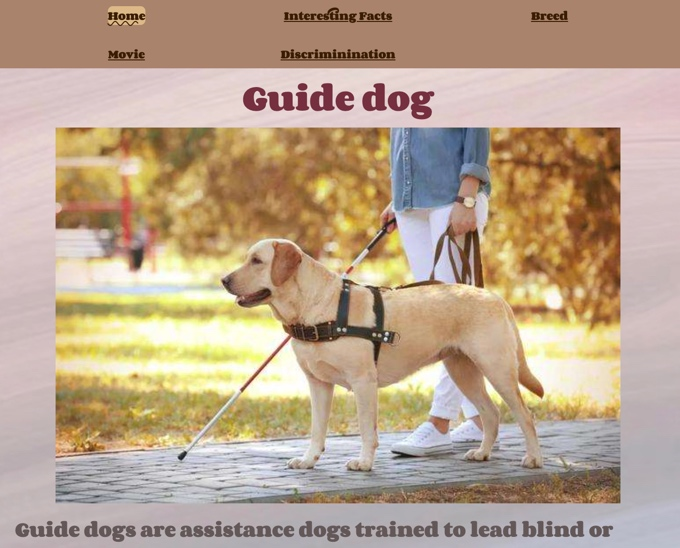 Home Interesting Facts Breed
Movie Discriminination
Guide dog
Guide dogs are assistance dogs trained to lead blind or